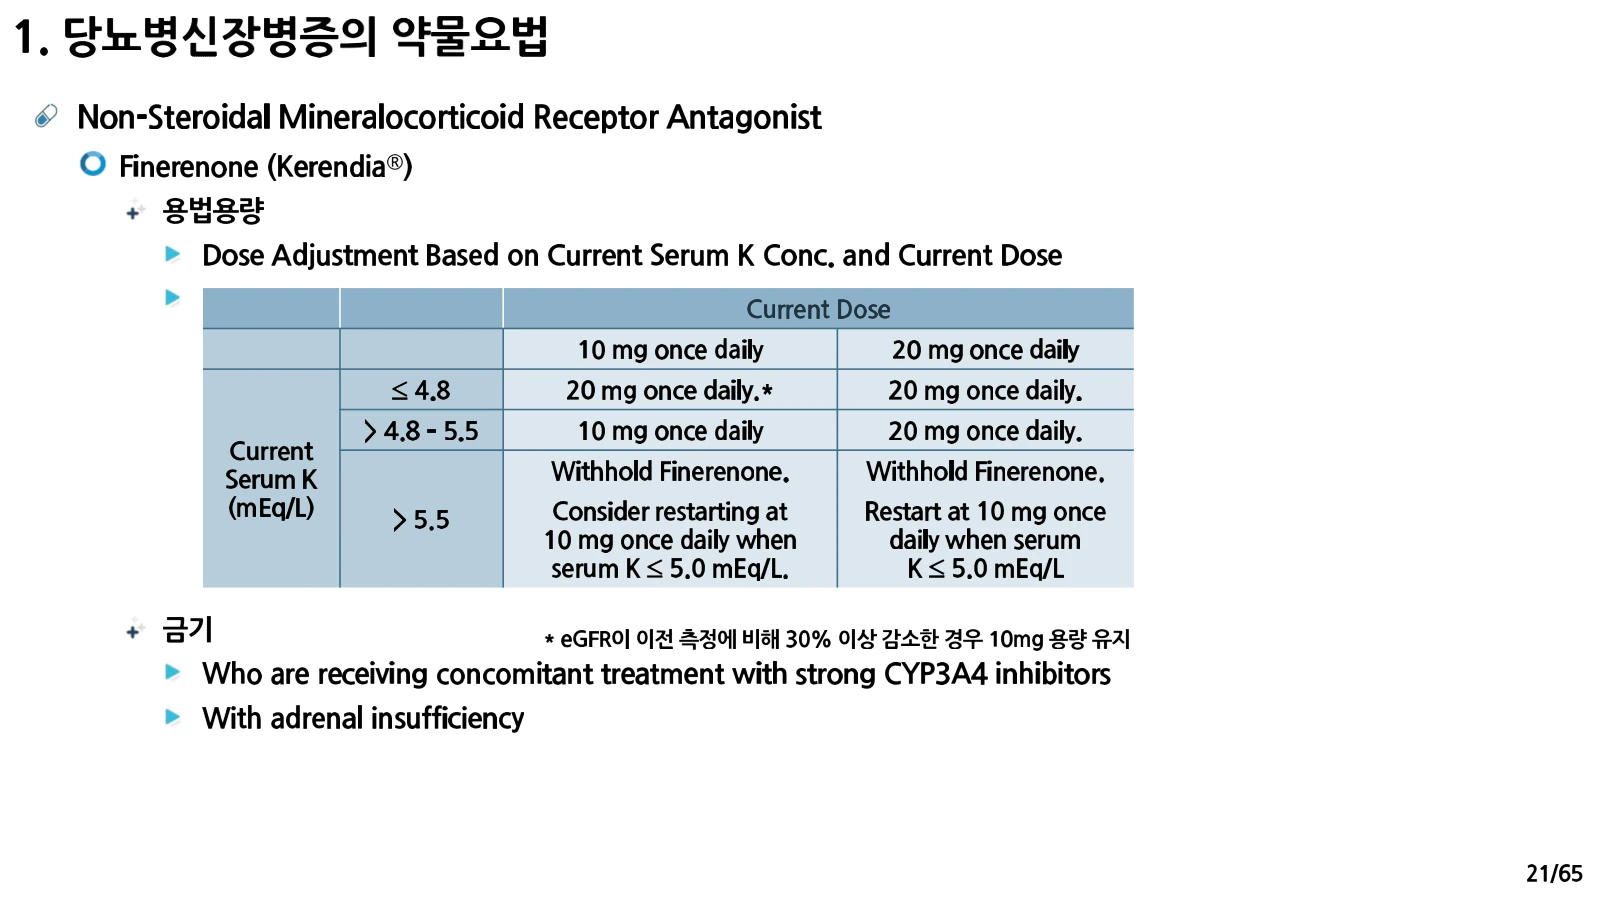 1. 당뇨병신장병증의 약물요법
Non-Steroidal Mineralocorticoid Receptor Antagonist
Finerenone (Kerendia®)
용법용량
Dose Adjustment Based on Current Serum K Conc. and Current Dose
Current Dose
10 mg once daily
20 mg once daily
Current
Serum K
(mEq/L)
≤ 4.8
20 mg once daily.*
20 mg once daily.
> 4.8 - 5.5
10 mg once daily
20 mg once daily.
> 5.5
Withhold Finerenone.
Consider restarting at
10 mg once daily when
serum K ≤ 5.0 mEq/L.
Withhold Finerenone.
Restart at 10 mg once
daily when serum
K ≤ 5.0 mEq/L
* eGFR이 이전 측정에 비해 30% 이상 감소한 경우 10mg 용량 유지
금기
Who are receiving concomitant treatment with strong CYP3A4 inhibitors
With adrenal insufficiency
21/65